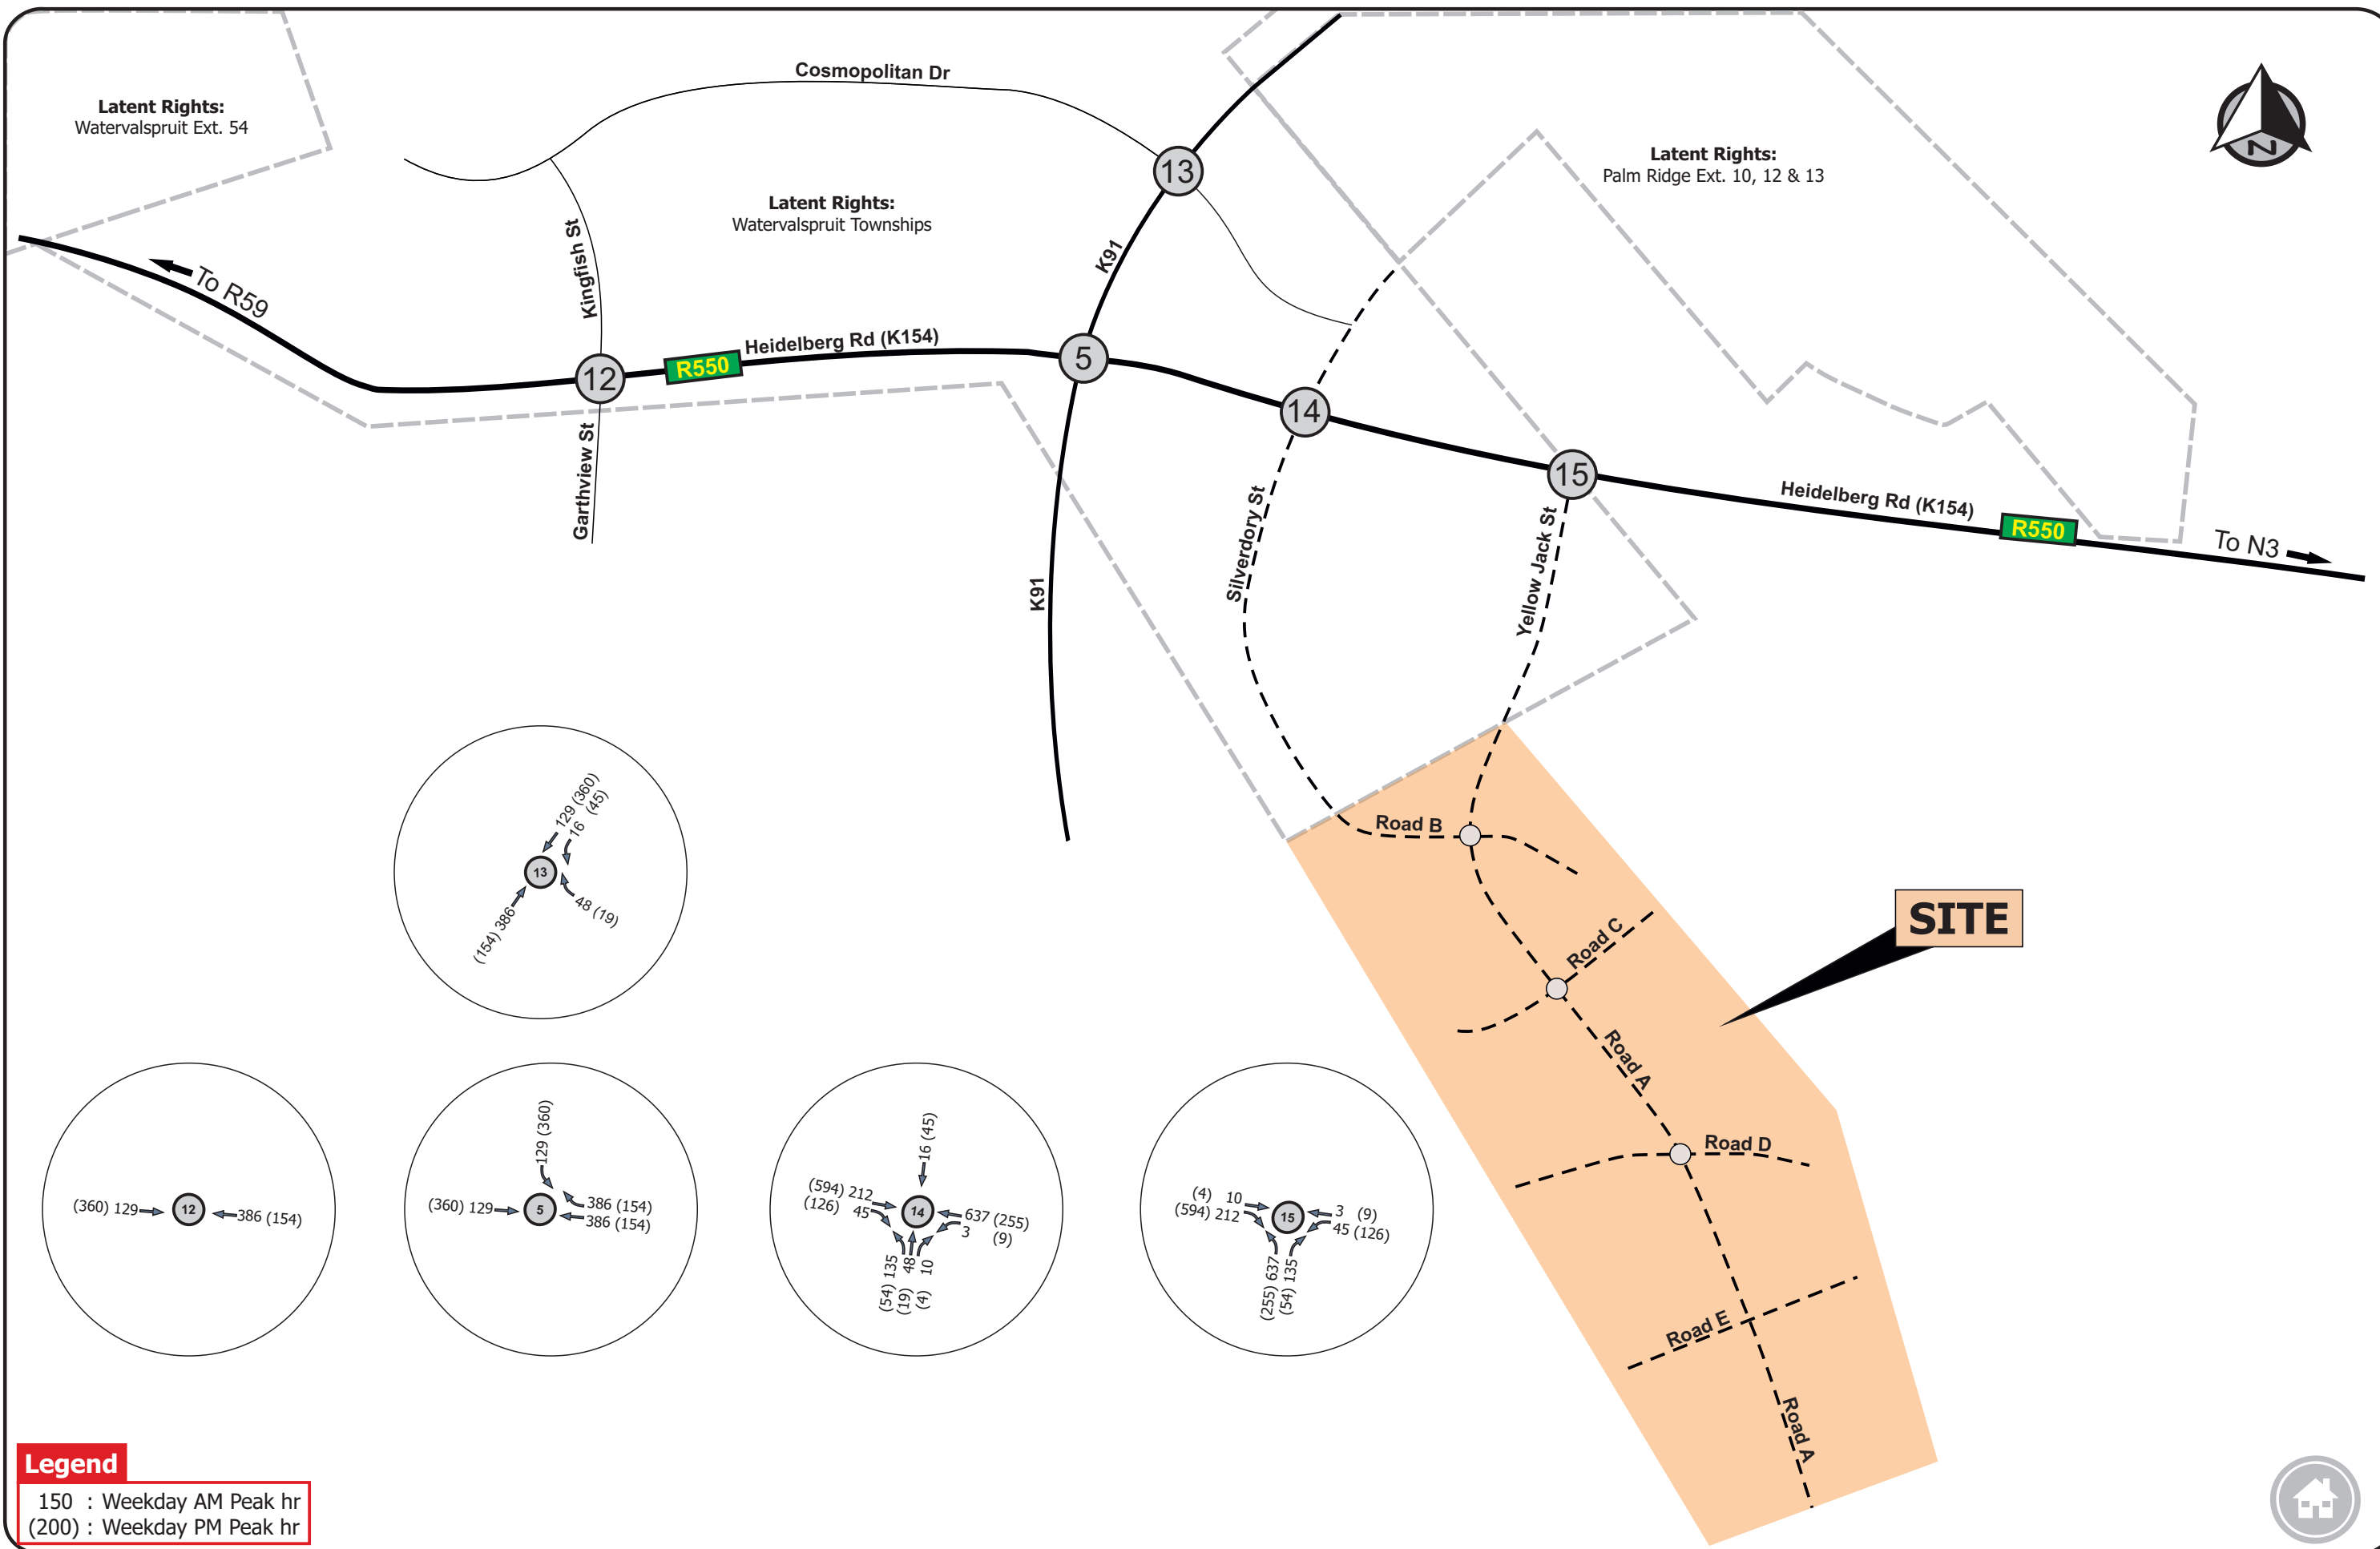 Cosmopolitan Dr
Latent Rights:
Watervalspruit Ext. 54
13
Latent Rights:
Palm Ridge Ext. 10, 12 & 13
N
Latent Rights:
Watervalspruit Townships
Kingfish St
K91
To R59
Heidelberg Rd (K154)
R550
12
5
14
15
Garthview St
K91
Silverdory St
Yellow Jack St
Heidelberg Rd (K154)
R550
To N3
Road B
Road C
SITE
Road A
Road D
Road E
Road A
129 (360)
16 (45)
13
48 (19)
(154) 386
(360) 129
12
386 (154)
129 (360)
(360) 129
5
386 (154)
386 (154)
16 (45)
(594) 212
(126) 45
14
637 (255)
3 (9)
(54) 135
(19) 48
(4) 10
(4) 10
(594) 212
15
3 (9)
45 (126)
(255) 637
(54) 135
Legend
150 : Weekday AM Peak hr
(200) : Weekday PM Peak hr